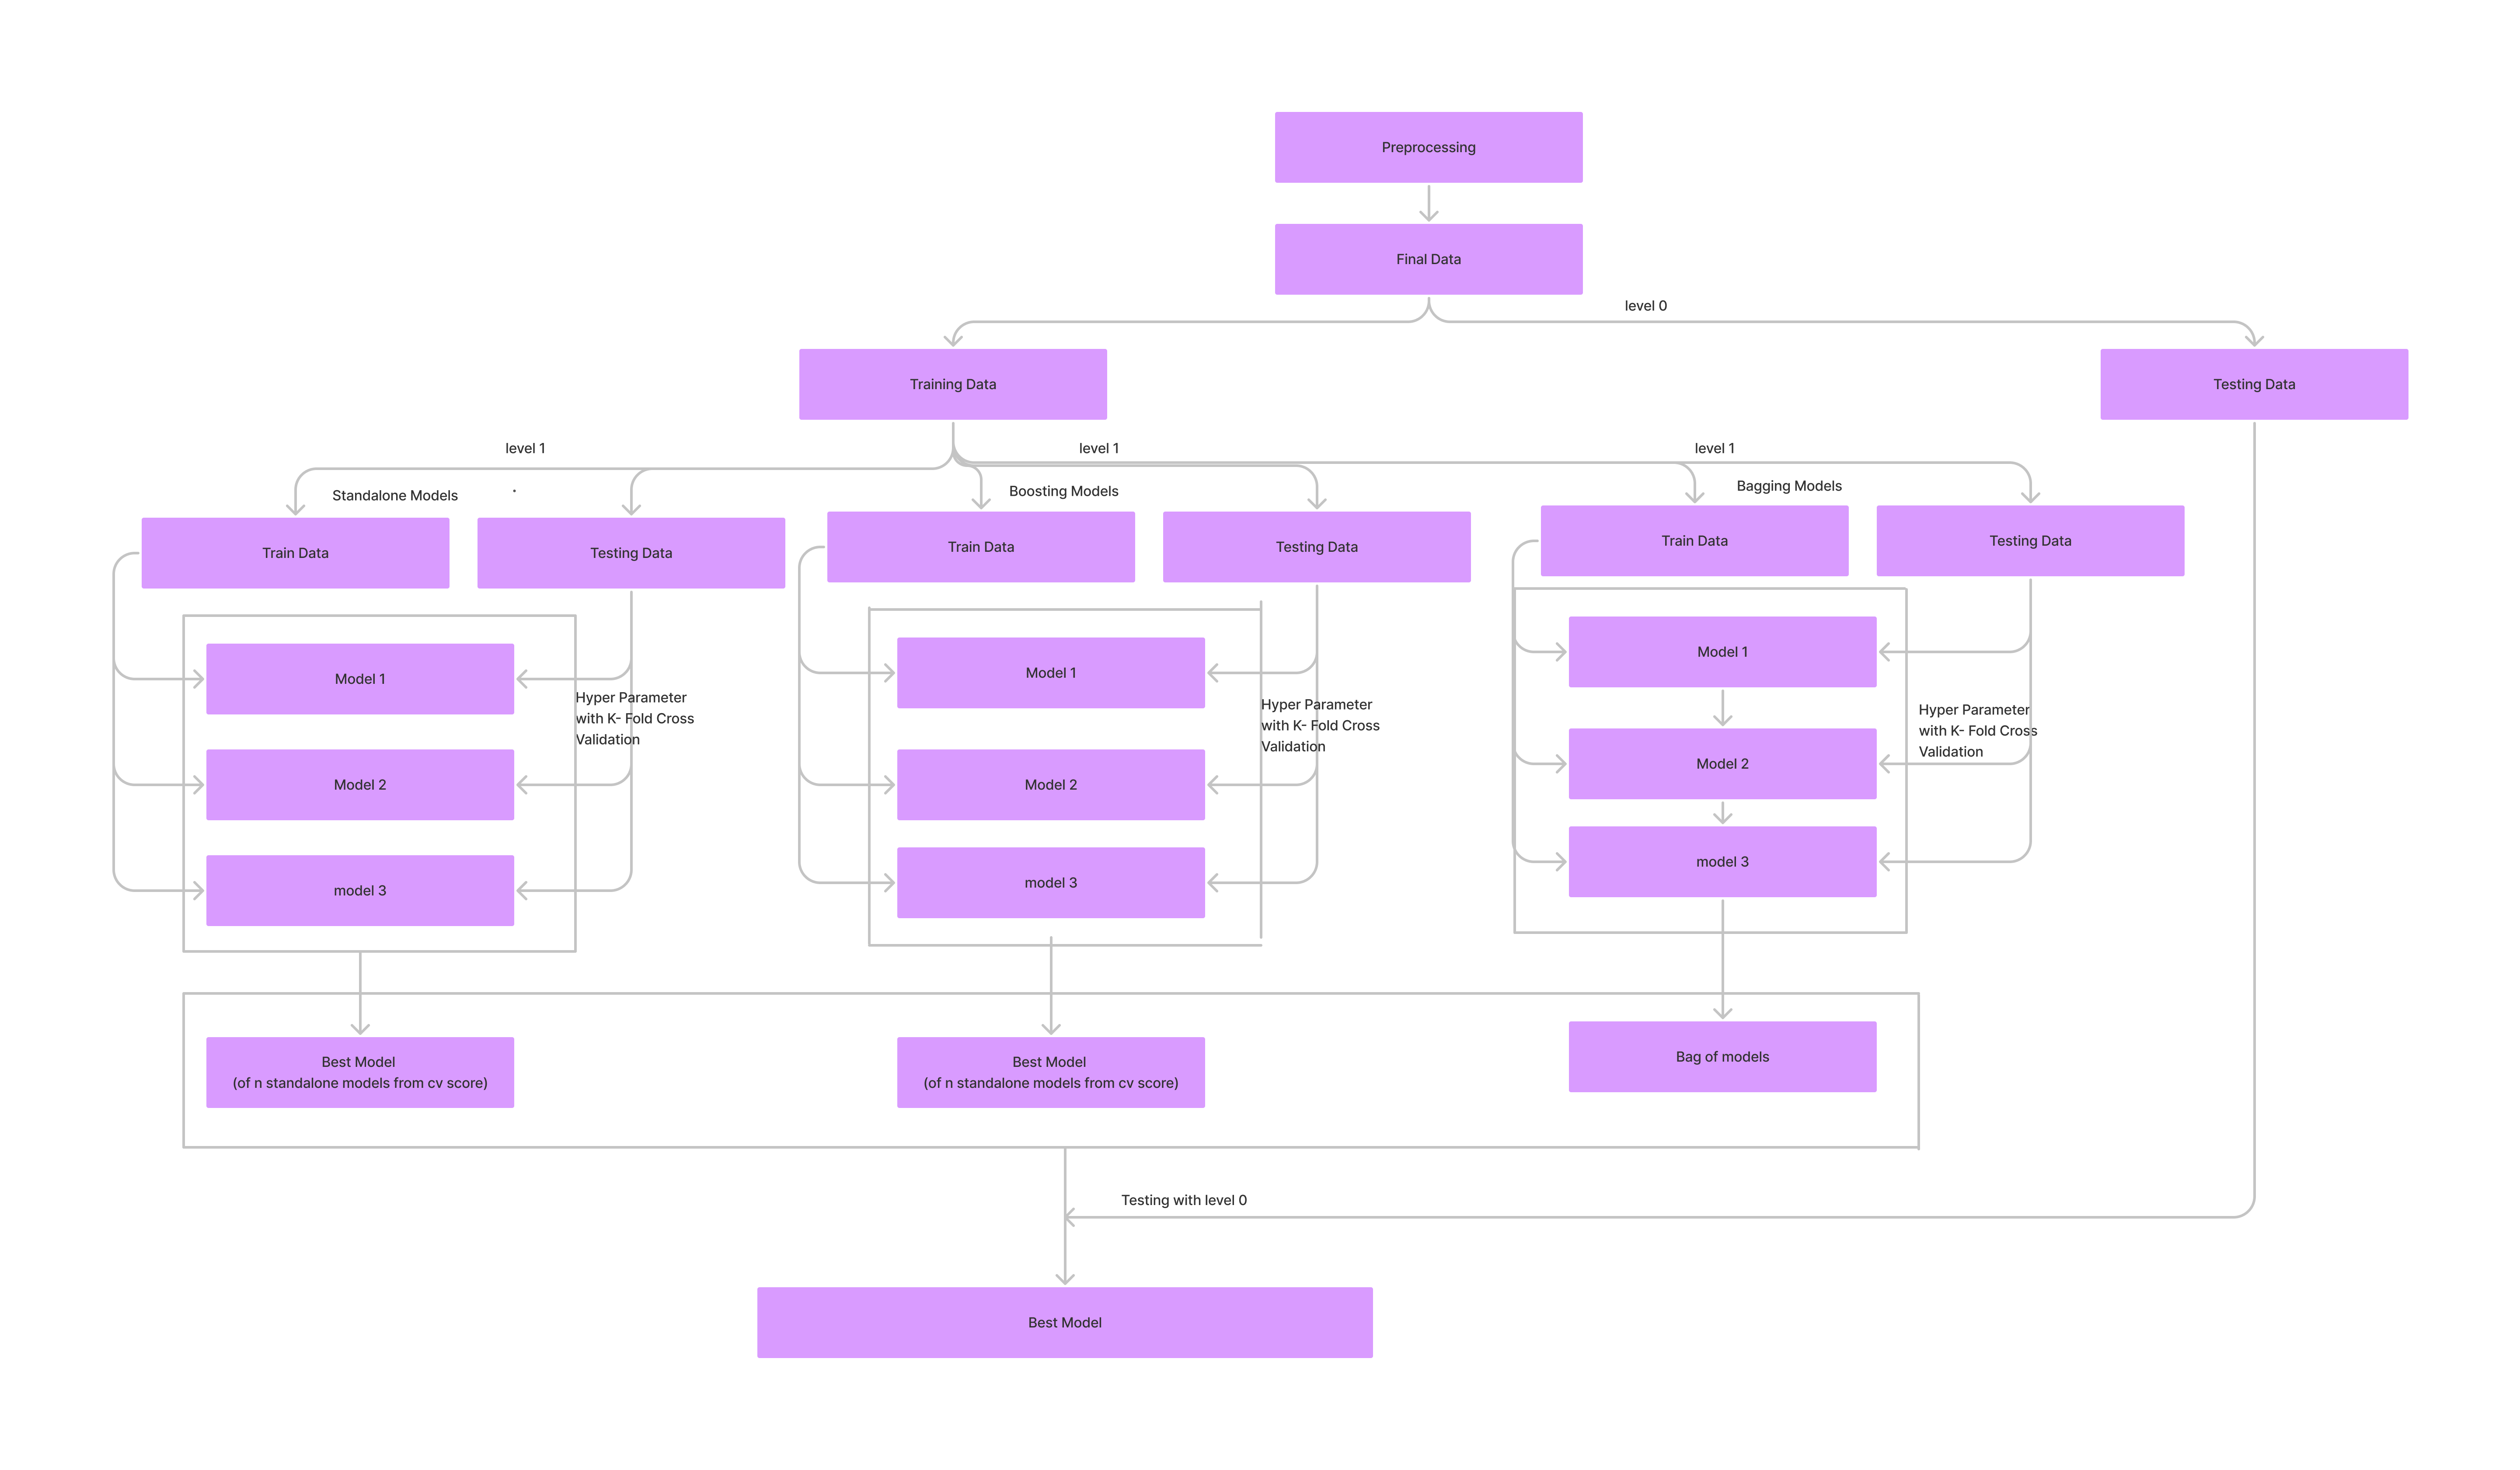 Preprocessing
Final Data
level 0
Training Data
Testing Data
level 1
level 1
level 1
Standalone Models
.
Boosting Models
Bagging Models
Train Data
Testing Data
Train Data
Testing Data
Train Data
Testing Data
Model 1
Hyper Parameter
with K- Fold Cross
Validation
Model 2
model 3
Model 1
Hyper Parameter
with K- Fold Cross
Validation
Model 2
model 3
Model 1
Hyper Parameter
with K- Fold Cross
Validation
Model 2
model 3
Best Model
(of n standalone models from cv score)
Best Model
(of n standalone models from cv score)
Bag of models
Testing with level 0
Best Model